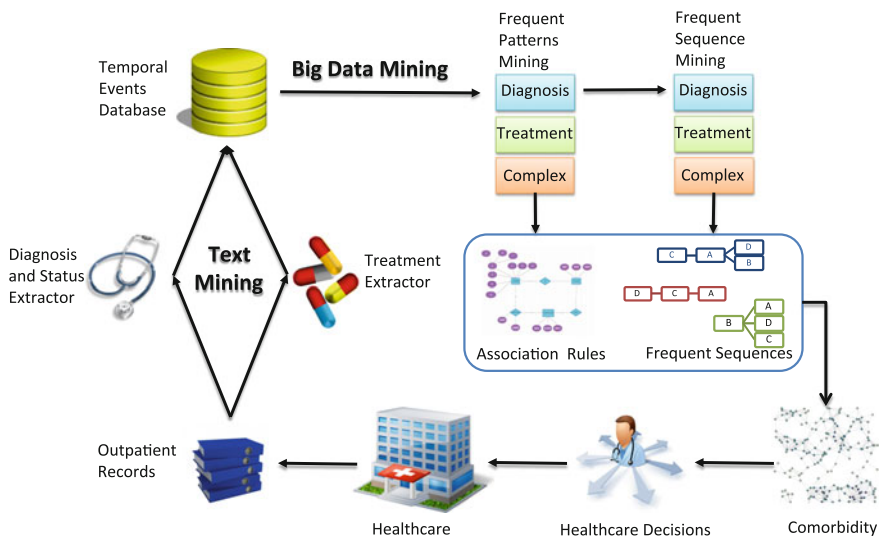 Temporal
Events
Database
Big Data Mining
Frequent
Patterns
Mining
Diagnosis
Treatment
Complex
Frequent
Sequence
Mining
Diagnosis
Treatment
Complex
Diagnosis
and Status
Extractor
Text
Mining
Treatment
Extractor
Association Rules
C
A
D
B
D
C
A
B
A
D
C
Frequent Sequences
Outpatient
Records
Healthcare
Healthcare Decisions
Comorbidity